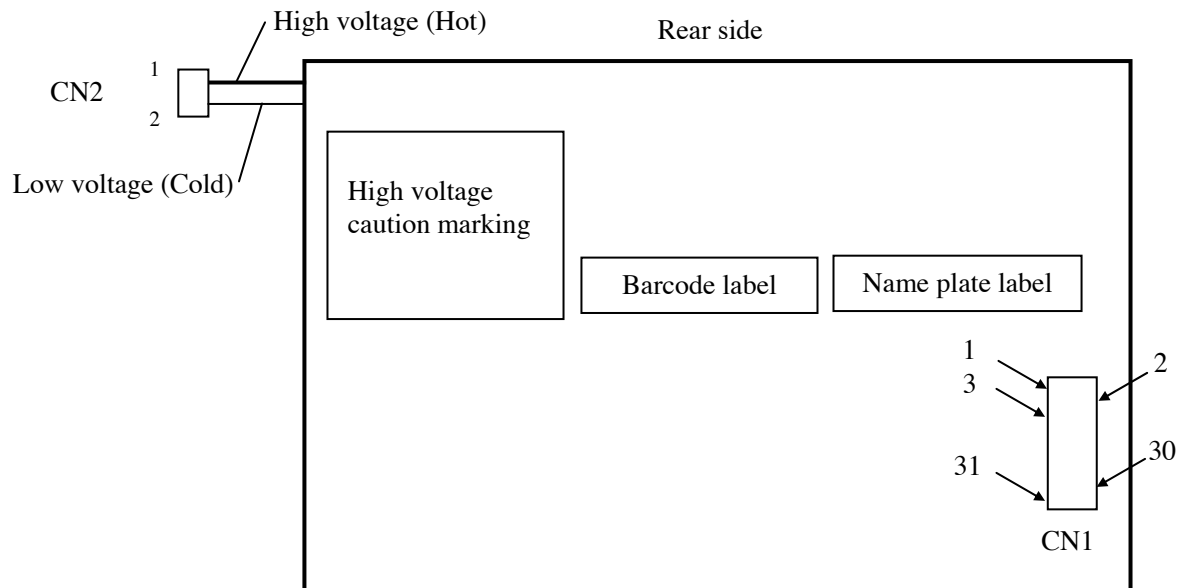 High voltage (Hot)
Rear side
1
CN2
2
Low voltage (Cold)
High voltage
caution marking
Barcode label
Name plate label
1
2
3
31
30
CN1